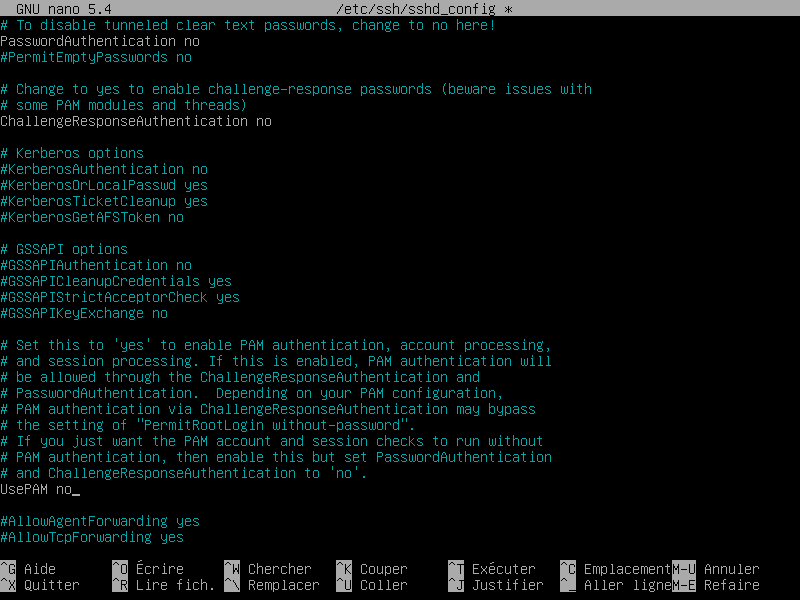 GNU nano 5.4 /etc/ssh/sshd_config *
# To disable tunneled clear text passwords, change to no here!
PasswordAuthentication no
#PermitEmptyPasswords no
# Change to yes to enable challenge-response passwords (beware issues with
# some PAM modules and threads)
ChallengeResponseAuthentication no
# Kerberos options
#KerberosAuthentication no
#KerberosOrLocalPasswd yes
#KerberosTicketCleanup yes
#KerberosGetAFSToken no
# GSSAPI options
#GSSAPIAuthentication no
#GSSAPICleanupCredentials yes
#GSSAPIStrictAcceptorCheck yes
#GSSAPIKeyExchange no
# Set this to 'yes' to enable PAM authentication, account processing,
# and session processing. If this is enabled, PAM authentication will
# be allowed through the ChallengeResponseAuthentication and
# PasswordAuthentication.  Depending on your PAM configuration,
# PAM authentication via ChallengeResponseAuthentication may bypass
# the setting of "PermitRootLogin without-password".
# If you just want the PAM account and session checks to run without
# PAM authentication, then enable this but set PasswordAuthentication
# and ChallengeResponseAuthentication to 'no'.
UsePAM no_
#AllowAgentForwarding yes
#AllowTcpForwarding yes
^G Aide ^O Écrire ^W Chercher ^K Couper ^T Exécuter ^C Emplacement M-U Annuler
^X Quitter ^R Lire fich. ^\ Remplacer ^U Coller ^J Justifier ^_ Aller ligne M-E Refaire